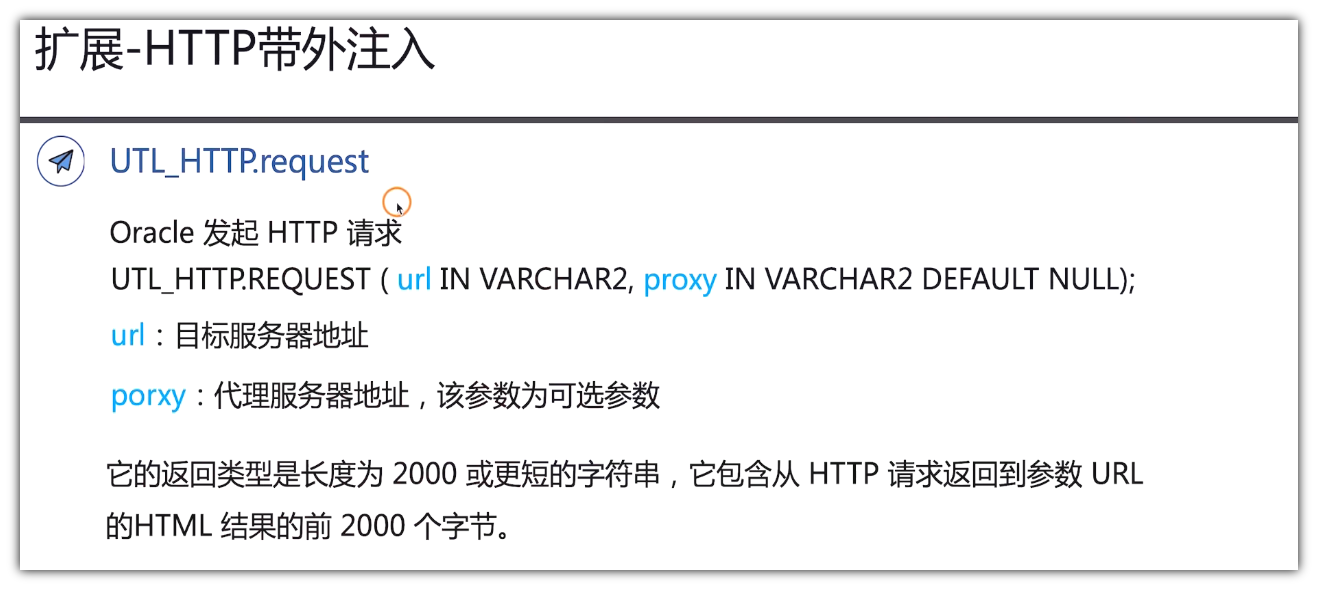 扩展-HTTP带外注入
UTL_HTTP.request
Oracle 发起 HTTP 请求
UTL_HTTP.REQUEST ( url IN VARCHAR2, proxy IN VARCHAR2 DEFAULT NULL);
url：目标服务器地址
porxy：代理服务器地址，该参数为可选参数
它的返回类型是长度为 2000 或更短的字符串，它包含从 HTTP 请求返回到参数 URL
的HTML 结果的前 2000 个字节。